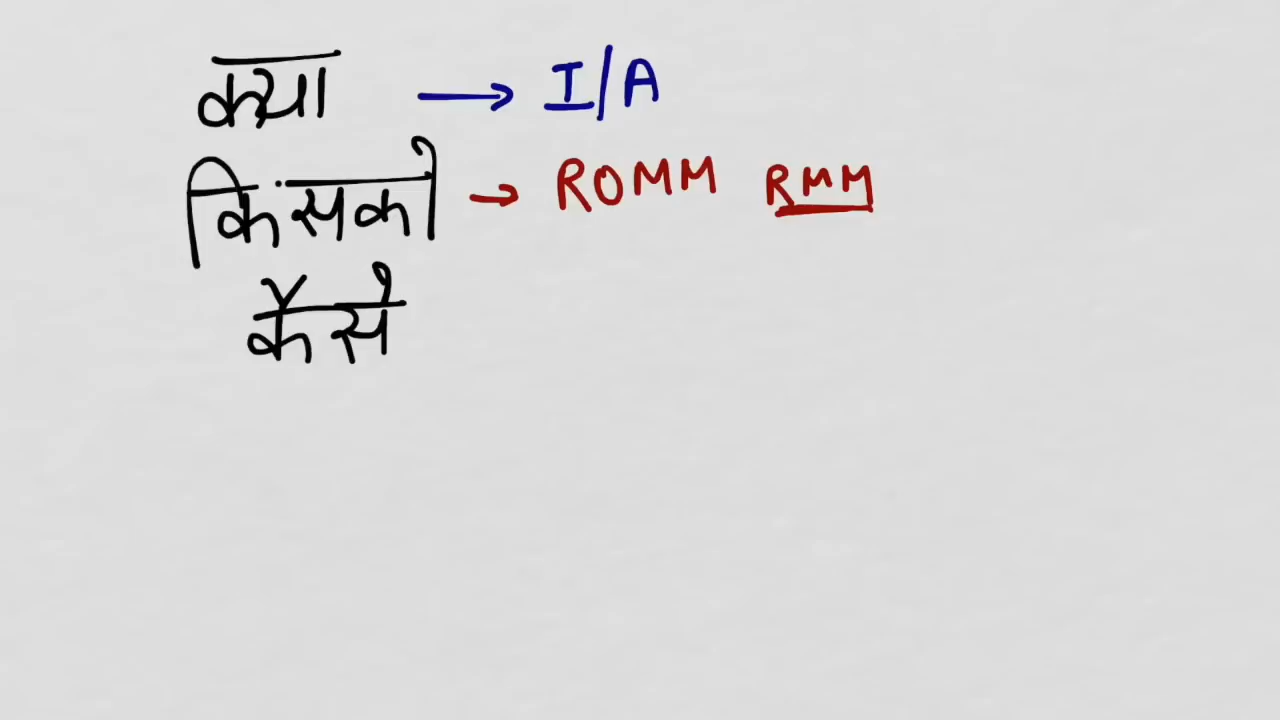 क्या → I/A
किसको → ROMM RMM
कैसे